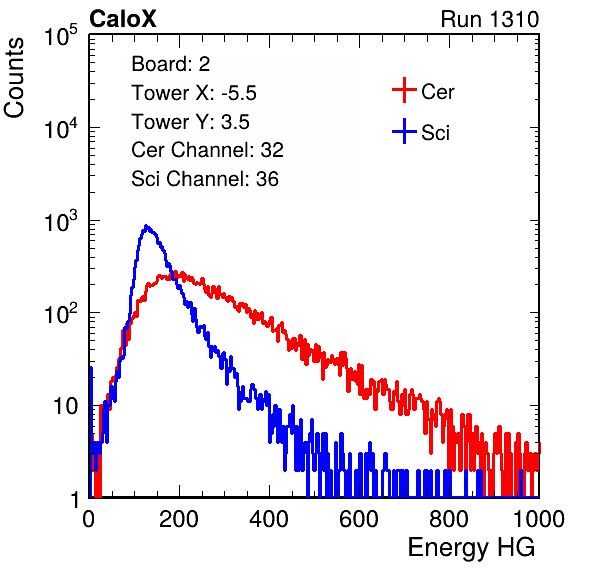 CaloX Run 1310
Counts
Board: 2
Tower X: -5.5
Tower Y: 3.5
Cer Channel: 32
Sci Channel: 36
Cer
Sci
10^5
10^4
10^3
10^2
10
1
0 200 400 600 800 1000
Energy HG